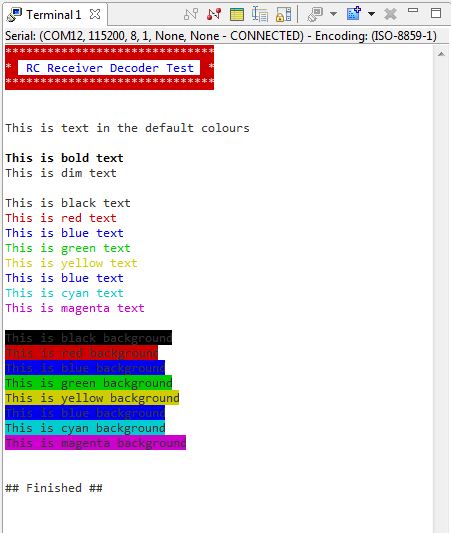 Terminal 1
Serial: (COM12, 115200, 8, 1, None, None - CONNECTED) - Encoding: (ISO-8859-1)
*****************************
* RC Receiver Decoder Test *
*****************************
This is text in the default colours
This is bold text
This is dim text
This is black text
This is red text
This is blue text
This is green text
This is yellow text
This is blue text
This is cyan text
This is magenta text
This is black background
This is red background
This is blue background
This is green background
This is yellow background
This is blue background
This is cyan background
This is magenta background
## Finished ##